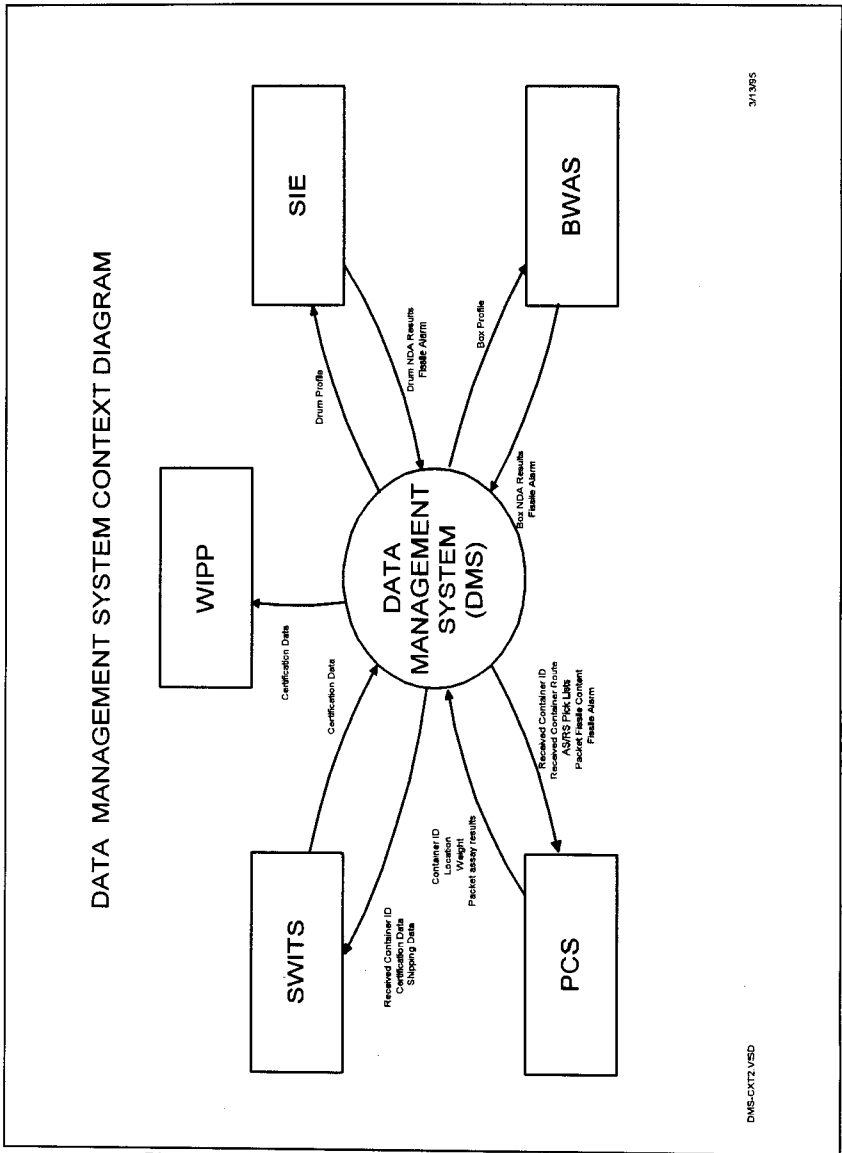 DATA MANAGEMENT SYSTEM CONTEXT DIAGRAM
SWITS
WIPP
SIE
Certification Data
Certification Data
Drum Profile
Received Container ID
Certification Data
Shipping Data
Drum NDA Results
Fissile Alarm
DATA
MANAGEMENT
SYSTEM
(DMS)
Container ID
Location
Weight
Packet assay results
Box Profile
Received Container ID
Received Container Route
AS/RS Pick Lists
Packet Fissile Content
Fissile Alarm
Box NDA Results
Fissile Alarm
PCS
BWAS
DMS-CXT2.VSD
3/13/95